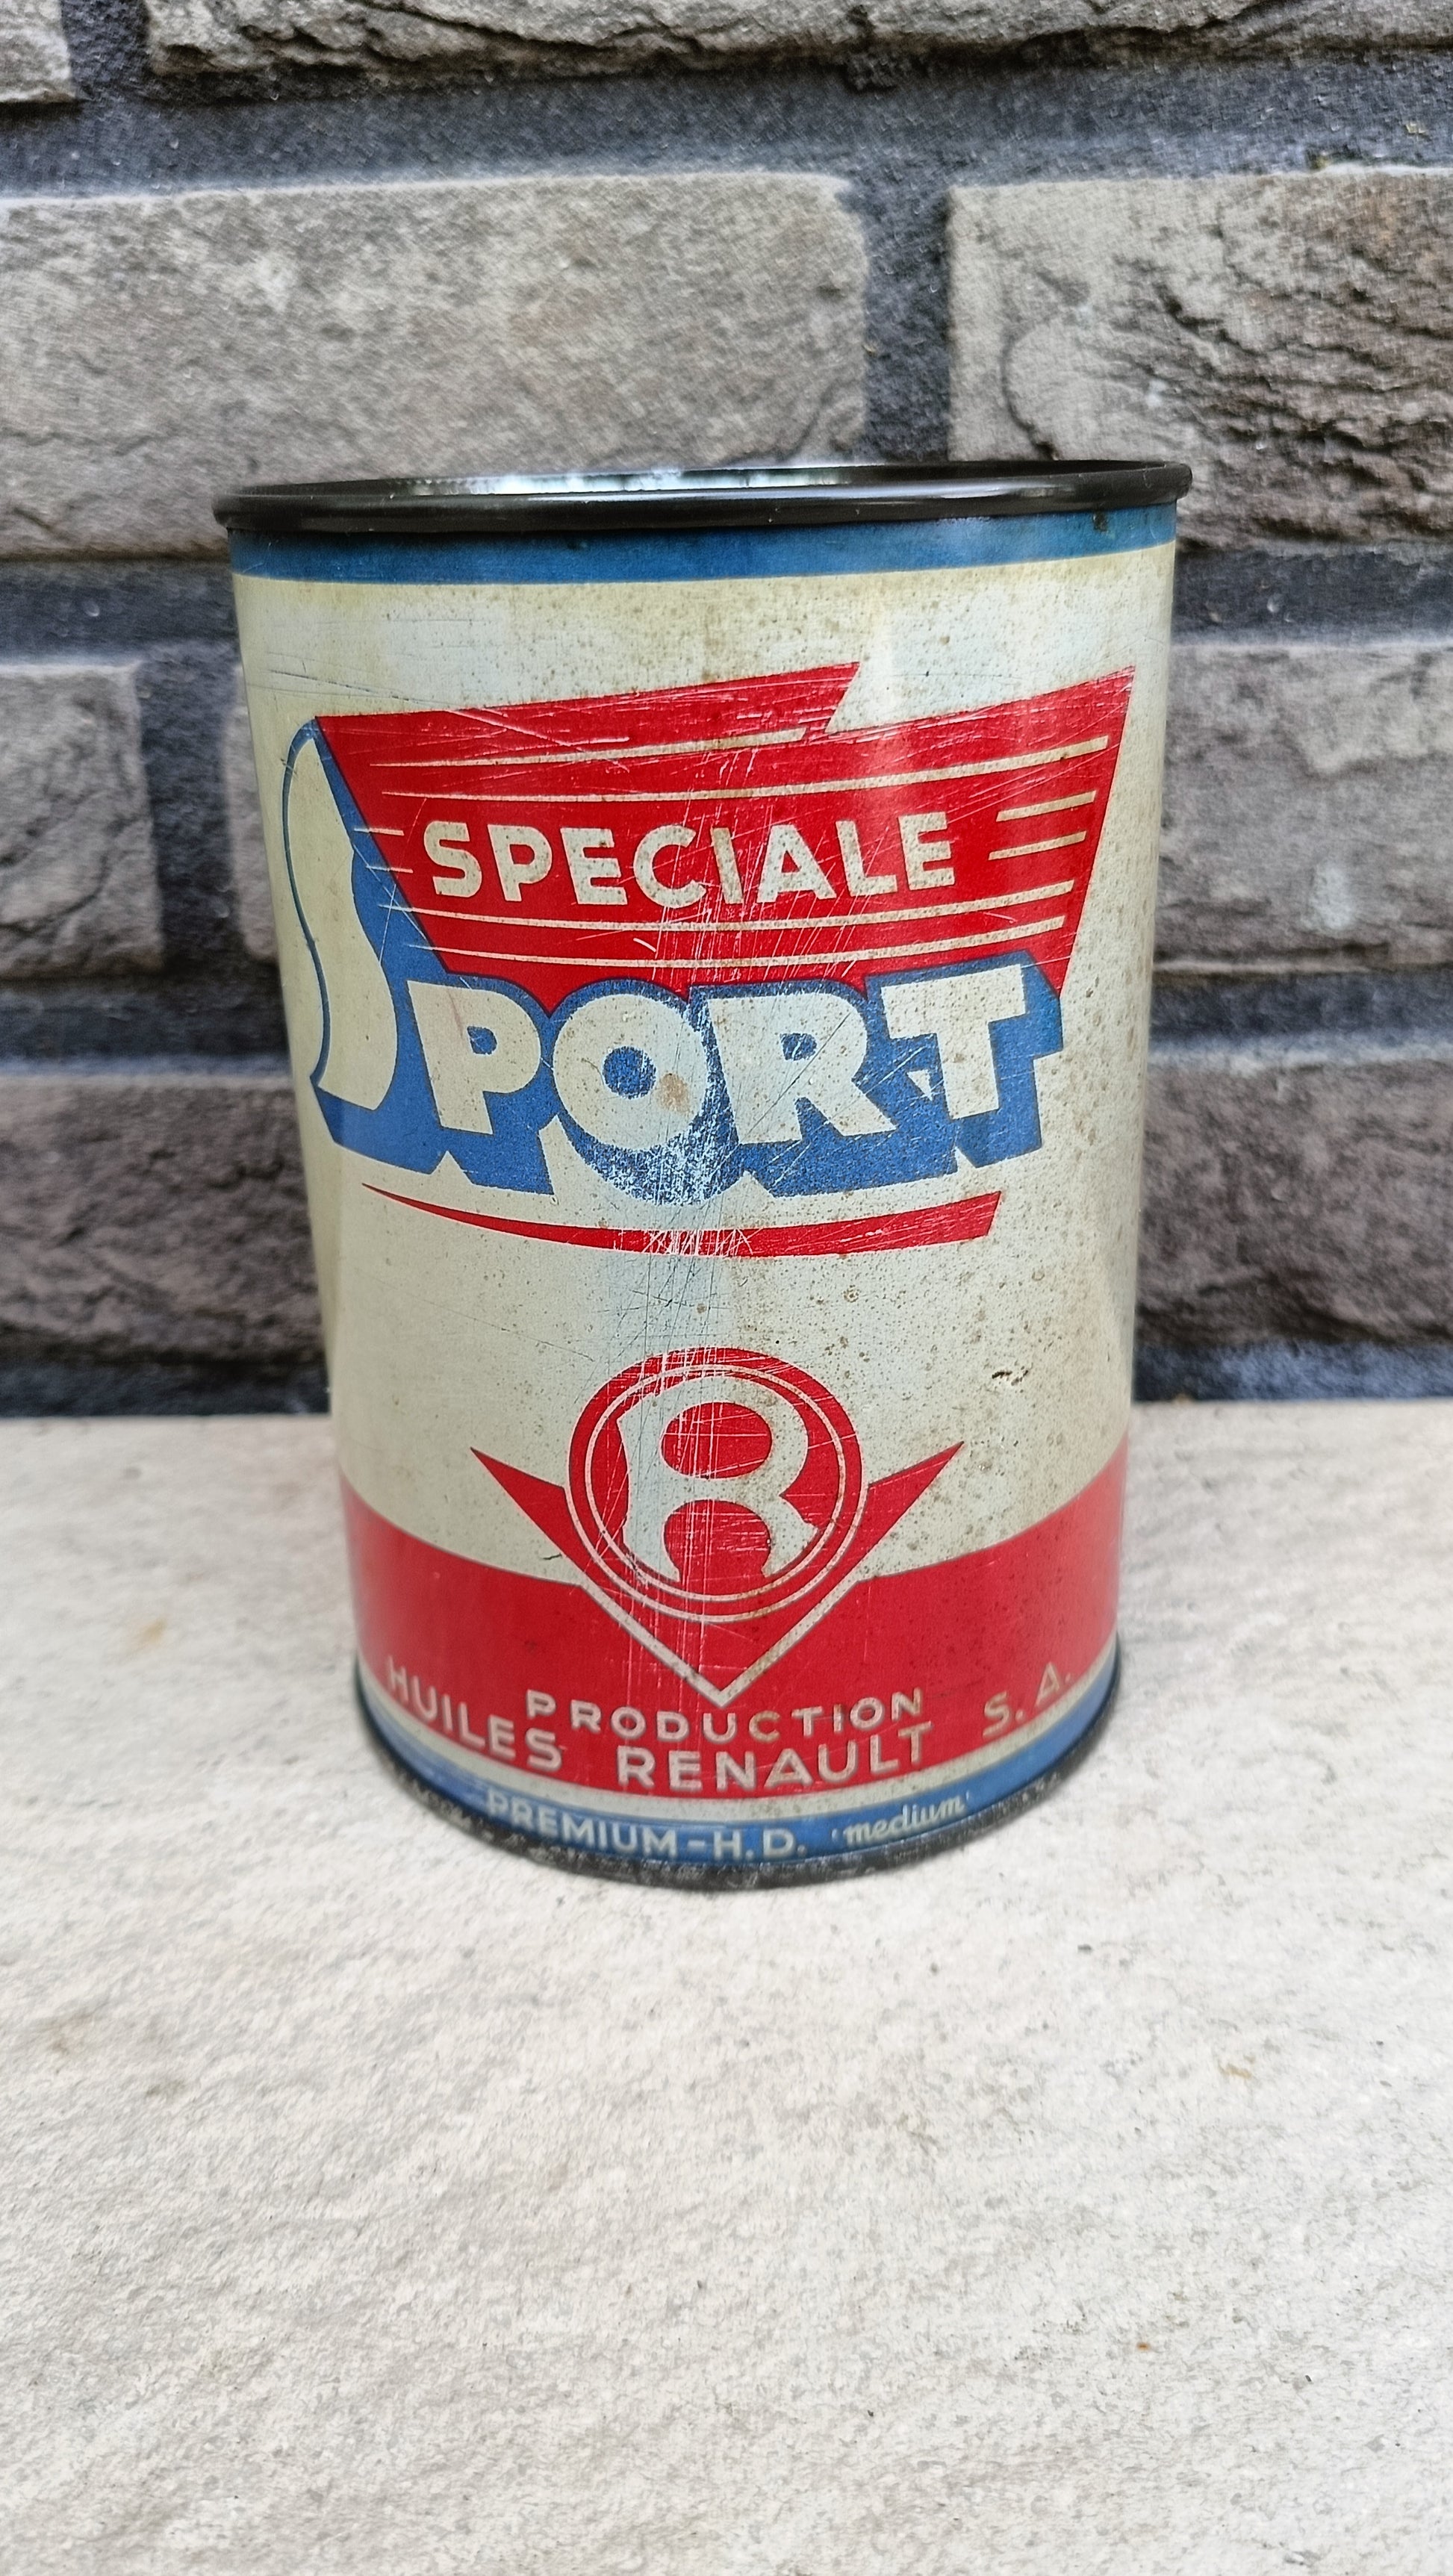 SPECIALE
SPORT
R
PRODUCTION
HUILES RENAULT S.A.
PREMIUM-H.D. "medium"